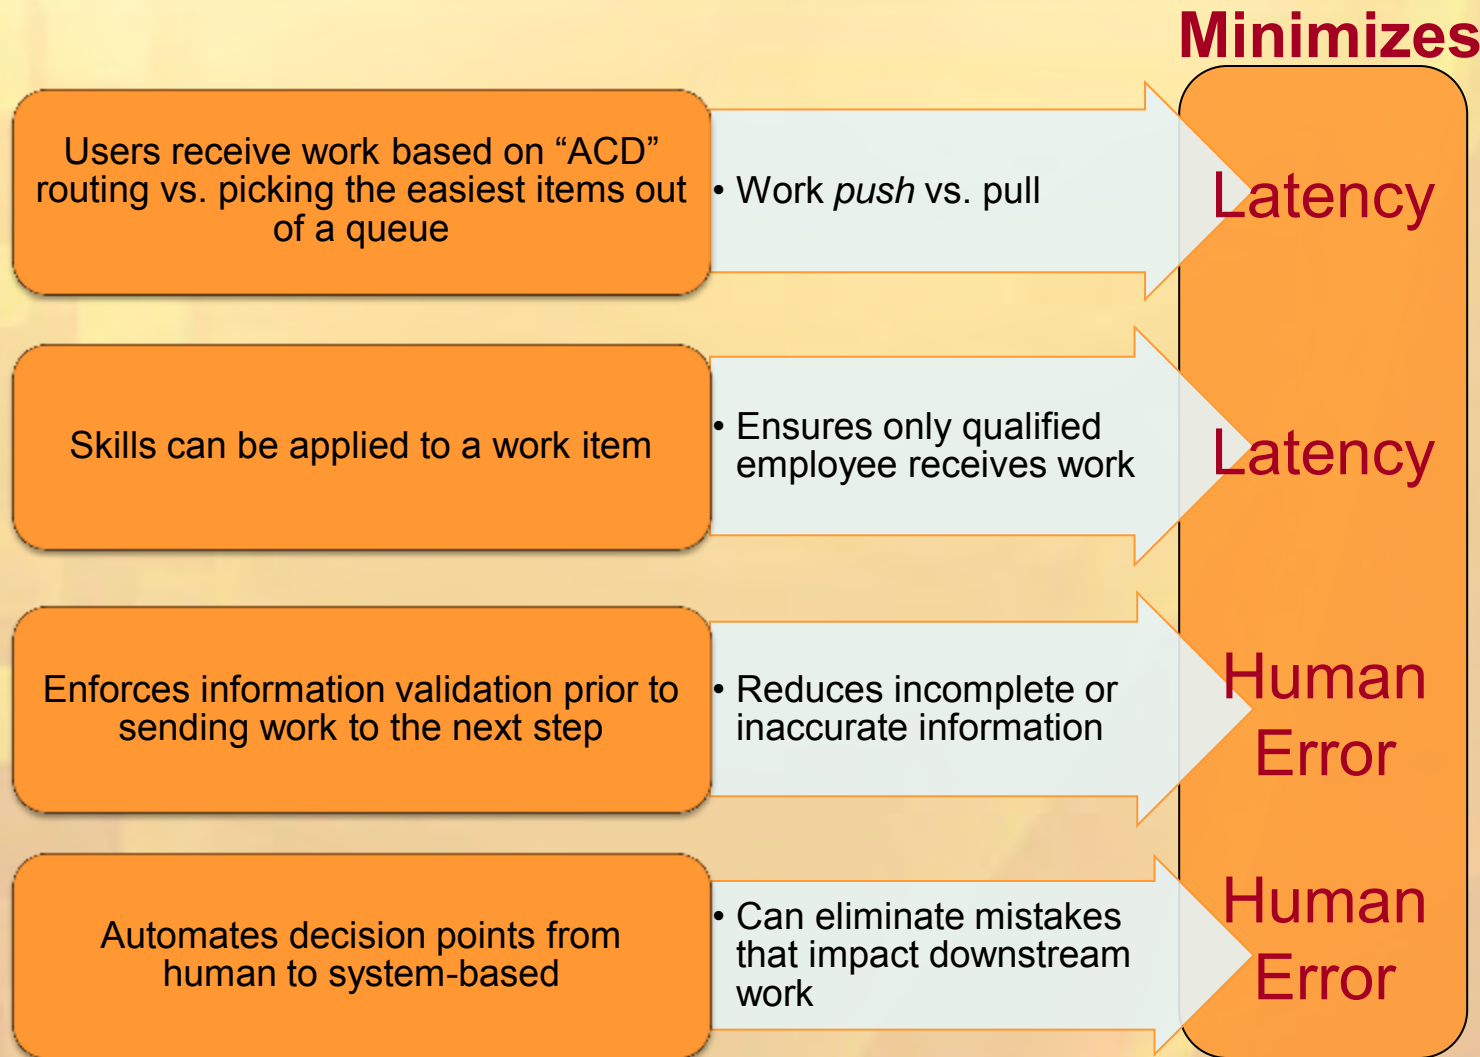 Minimizes
Users receive work based on “ACD”
routing vs. picking the easiest items out
of a queue
• Work push vs. pull
Latency
Skills can be applied to a work item
• Ensures only qualified
employee receives work
Latency
Enforces information validation prior to
sending work to the next step
• Reduces incomplete or
inaccurate information
Human
Error
Automates decision points from
human to system-based
• Can eliminate mistakes
that impact downstream
work
Human
Error